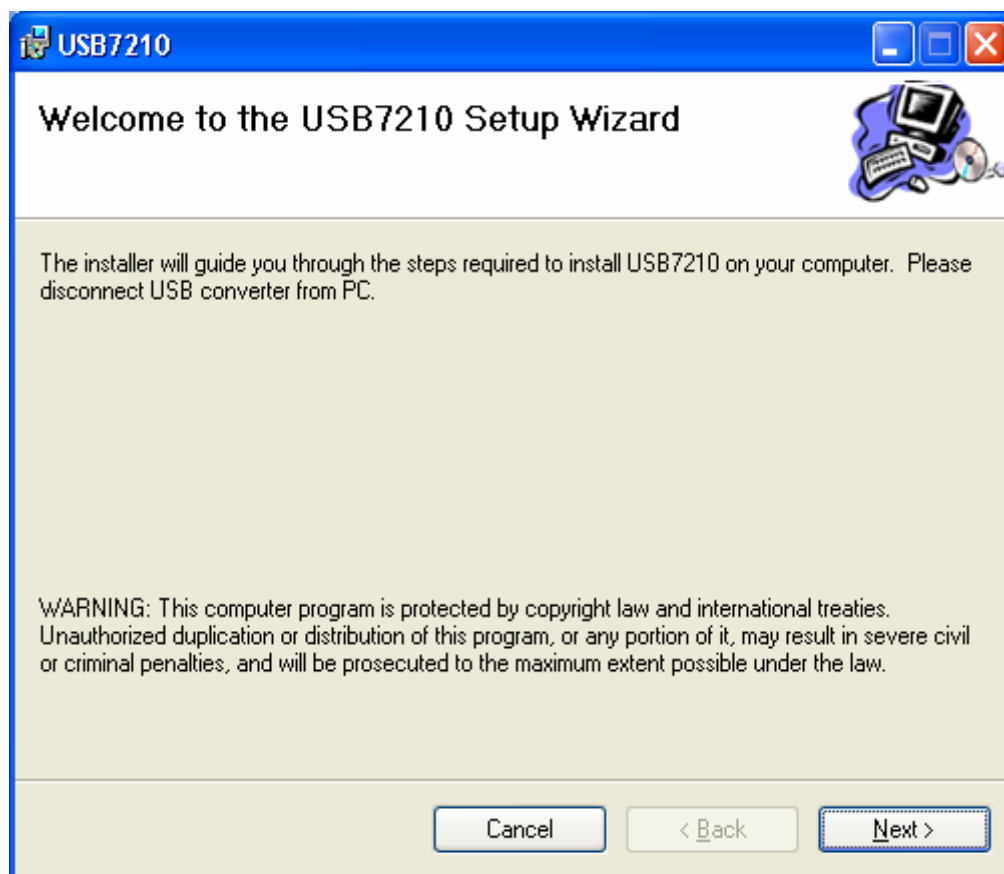 USB7210
Welcome to the USB7210 Setup Wizard
The installer will guide you through the steps required to install USB7210 on your computer.  Please
disconnect USB converter from PC.
WARNING: This computer program is protected by copyright law and international treaties.
Unauthorized duplication or distribution of this program, or any portion of it, may result in severe civil
or criminal penalties, and will be prosecuted to the maximum extent possible under the law.
Cancel < Back Next >